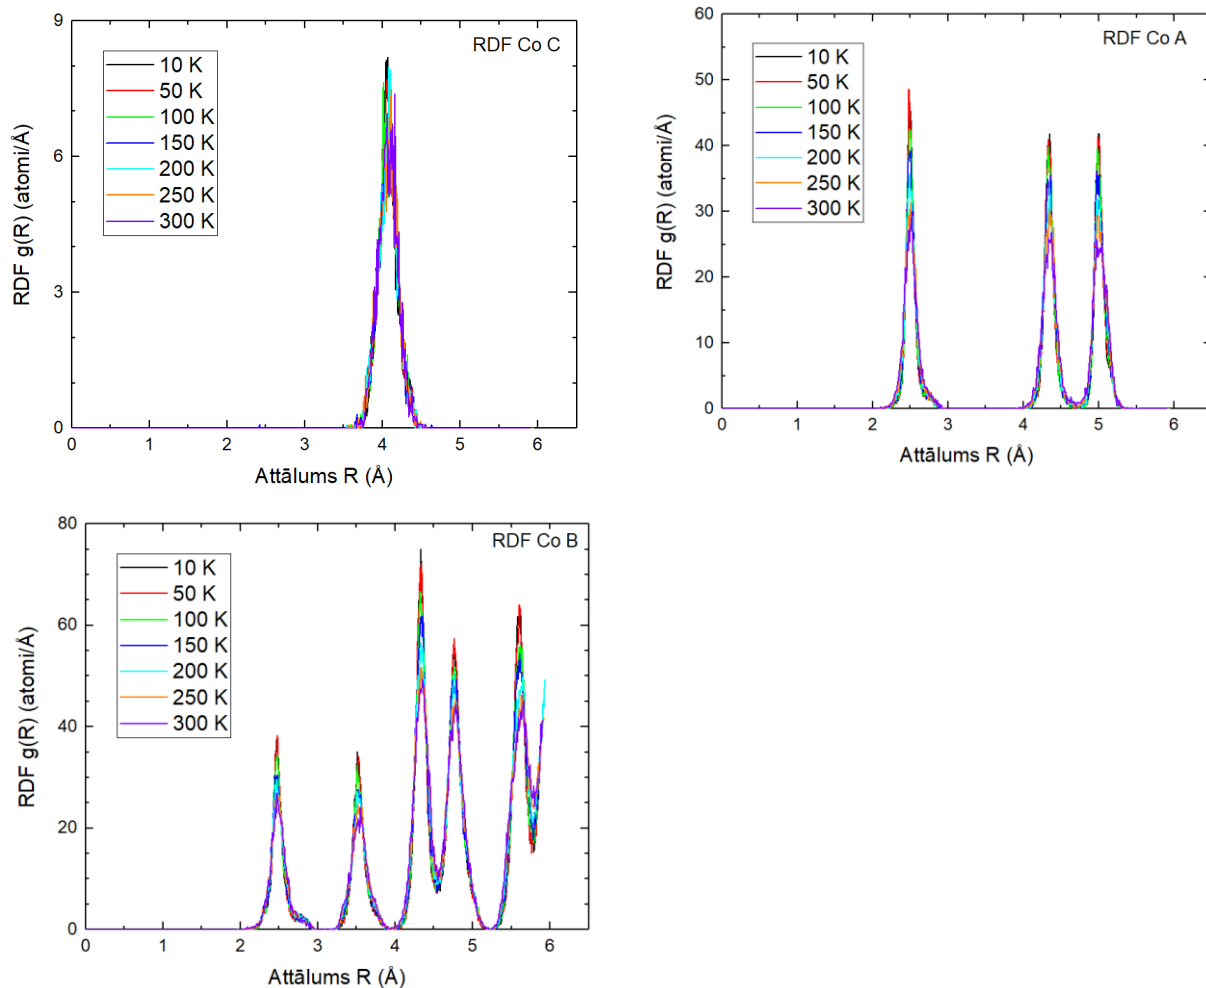 RDF Co C
10 K
50 K
100 K
150 K
200 K
250 K
300 K
RDF g(R) (atomi/Å)
9
6
3
0
0 1 2 3 4 5 6
Attālums R (Å)
RDF Co A
10 K
50 K
100 K
150 K
200 K
250 K
300 K
RDF g(R) (atomi/Å)
60
50
40
30
20
10
0
0 1 2 3 4 5 6
Attālums R (Å)
RDF Co B
10 K
50 K
100 K
150 K
200 K
250 K
300 K
RDF g(R) (atomi/Å)
80
60
40
20
0
0 1 2 3 4 5 6
Attālums R (Å)